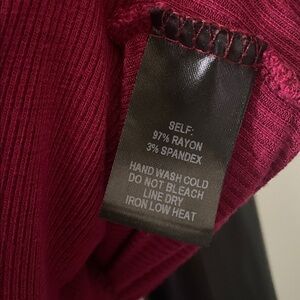 SELF:
97% RAYON
3% SPANDEX
HAND WASH COLD
DO NOT BLEACH
LINE DRY
IRON LOW HEAT